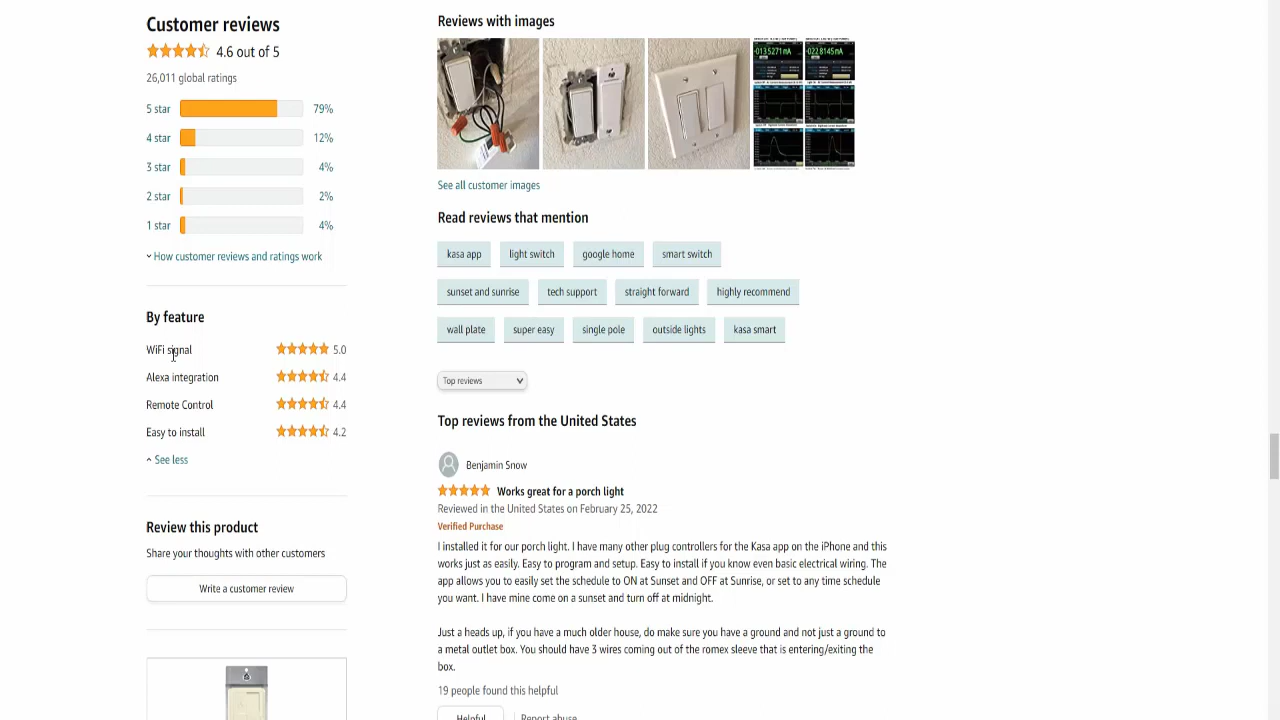 Customer reviews
4.6 out of 5
26,011 global ratings
5 star 79%
4 star 12%
5 star 4%
2 star 2%
1 star 4%
How customer reviews and ratings work
By feature
WiFi signal 5.0
Alexa integration 4.4
Remote Control 4.4
Easy to install 4.2
See less
Review this product
Share your thoughts with other customers
Write a customer review
Reviews with images
-013.5271mA
-022.8145mA
See all customer images
Read reviews that mention
kasa app light switch google home smart switch
sunset and sunrise tech support straight forward highly recommend
wall plate super easy single pole outside lights kasa smart
Top reviews
Top reviews from the United States
Benjamin Snow
Works great for a porch light
Reviewed in the United States on February 25, 2022
Verified Purchase
I installed it for our porch light. I have many other plug controllers for the Kasa app on the iPhone and this
works just as easily. Easy to program and setup. Easy to install if you know even basic electrical wiring. The
app allows you to easily set the schedule to ON at Sunset and OFF at Sunrise, or set to any time schedule
you want. I have mine come on a sunset and turn off at midnight.
Just a heads up, if you have a much older house, do make sure you have a ground and not just a ground to
a metal outlet box. You should have 3 wires coming out of the romex sleeve that is entering/exiting the
box.
19 people found this helpful
Helpful Report abuse